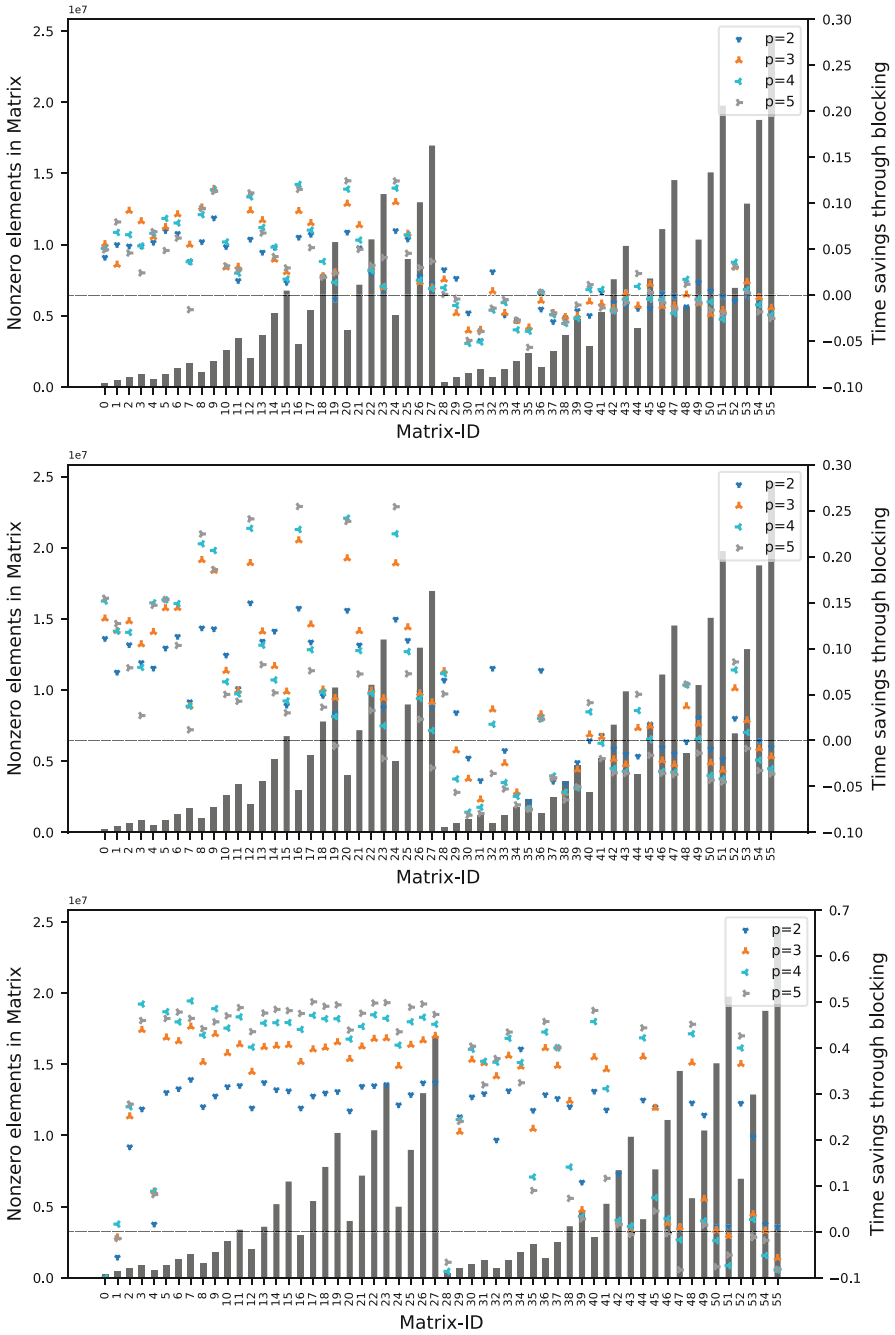 1e7
Nonzero elements in Matrix
2.5
2.0
1.5
1.0
0.5
0.0
p=2
p=3
p=4
p=5
0.30
0.25
0.20
0.15
0.10
0.05
0.00
−0.05
−0.10
Time savings through blocking
0 1 2 3 4 5 6 7 8 9 10 11 12 13 14 15 16 17 18 19 20 21 22 23 24 25 26 27 28 29 30 31 32 33 34 35 36 37 38 39 40 41 42 43 44 45 46 47 48 49 50 51 52 53 54 55
Matrix-ID
1e7
Nonzero elements in Matrix
2.5
2.0
1.5
1.0
0.5
0.0
p=2
p=3
p=4
p=5
0.30
0.25
0.20
0.15
0.10
0.05
0.00
−0.05
−0.10
Time savings through blocking
0 1 2 3 4 5 6 7 8 9 10 11 12 13 14 15 16 17 18 19 20 21 22 23 24 25 26 27 28 29 30 31 32 33 34 35 36 37 38 39 40 41 42 43 44 45 46 47 48 49 50 51 52 53 54 55
Matrix-ID
1e7
Nonzero elements in Matrix
2.5
2.0
1.5
1.0
0.5
0.0
p=2
p=3
p=4
p=5
0.7
0.6
0.5
0.4
0.3
0.2
0.1
0.0
−0.1
Time savings through blocking
0 1 2 3 4 5 6 7 8 9 10 11 12 13 14 15 16 17 18 19 20 21 22 23 24 25 26 27 28 29 30 31 32 33 34 35 36 37 38 39 40 41 42 43 44 45 46 47 48 49 50 51 52 53 54 55
Matrix-ID